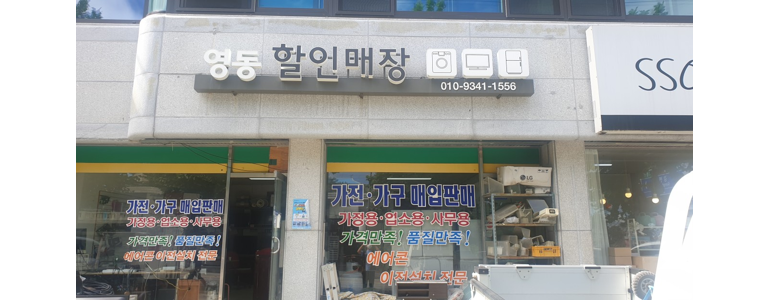 영동 할인매장
010-9341-1556
SSO
가전·가구 매입판매
가정용·업소용·사무용
가격만족! 품질만족!
에어콘 이전설치 전문
가전·가구 매입판매
가정용·업소용·사무용
가격만족! 품질만족!
에어콘
이전설치 전문
LG